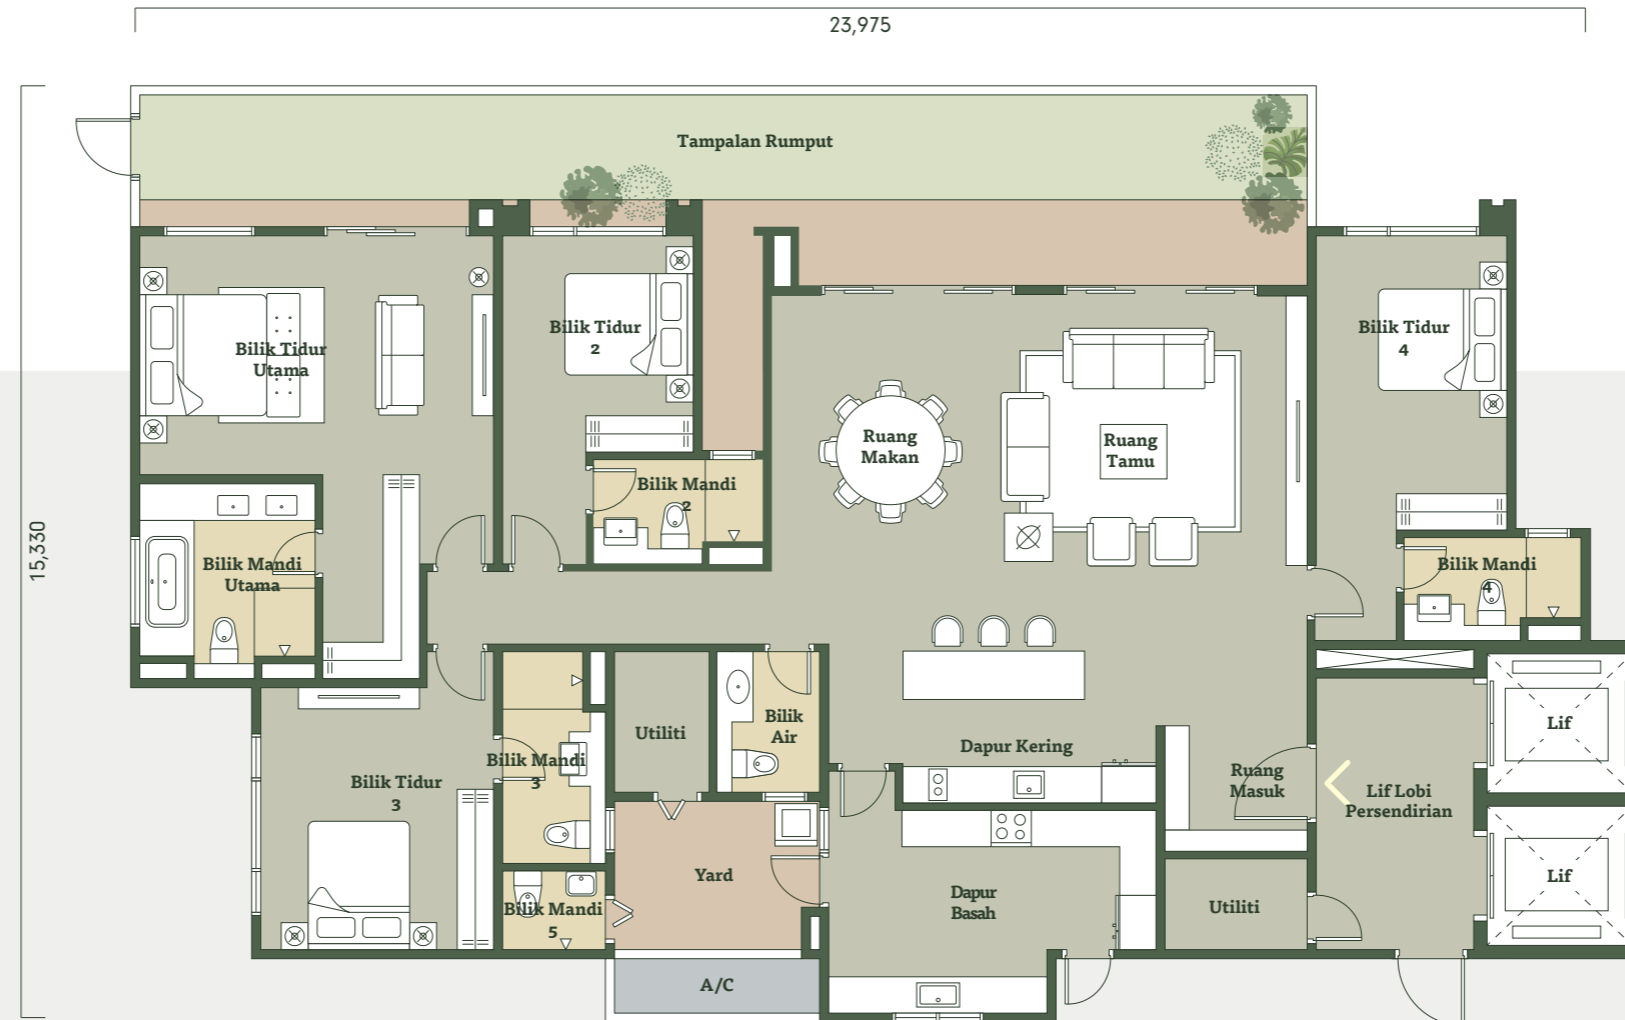 23,975
15,330
Tampalan Rumput
Bilik Tidur
Utama
Bilik Tidur
2
Bilik Tidur
4
Ruang
Makan
Ruang
Tamu
Bilik Mandi
2
Bilik Mandi
Utama
Bilik Mandi
4
Bilik Tidur
3
Bilik Mandi
3
Utiliti
Bilik
Air
Dapur Kering
Ruang
Masuk
Lif Lobi
Persendirian
Lif
Lif
Yard
Dapur
Basah
Utiliti
Bilik Mandi
5
A/C